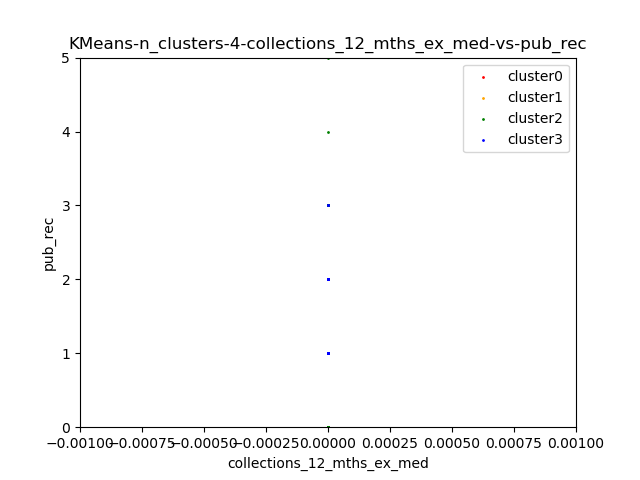 KMeans-n_clusters-4-collections_12_mths_ex_med-vs-pub_rec
cluster0
cluster1
cluster2
cluster3
pub_rec
5
4
3
2
1
0
−0.00100 −0.00075 −0.00050 −0.00025 0.00000 0.00025 0.00050 0.00075 0.00100
collections_12_mths_ex_med